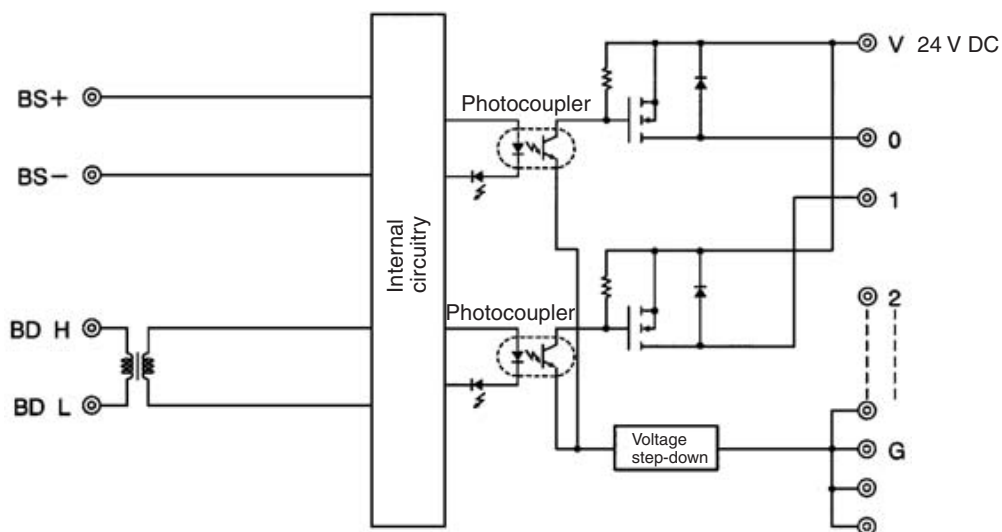 V 24 V DC
BS+
Photocoupler
0
BS−
1
Internal
circuitry
2
BD H
Photocoupler
BD L
Voltage
step-down
G